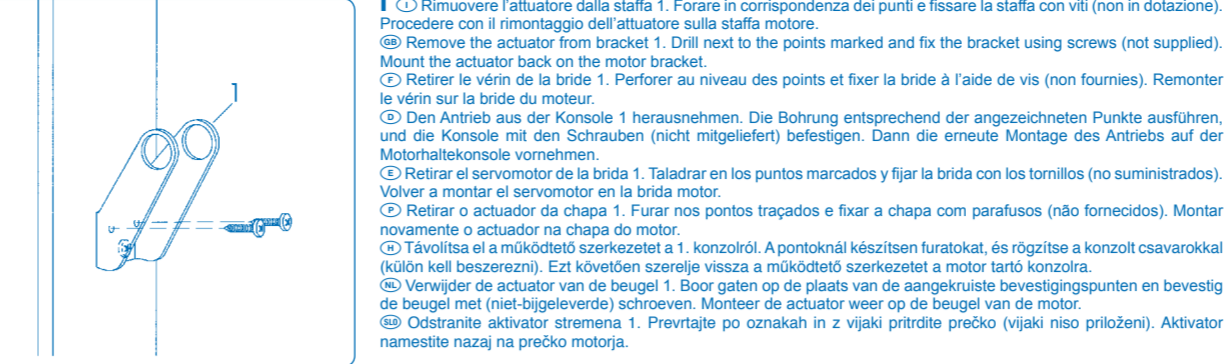 1
I Rimuovere l'attuatore dalla staffa 1. Forare in corrispondenza dei punti e fissare la staffa con viti (non in dotazione).
Procedere con il rimontaggio dell'attuatore sulla staffa motore.
GB Remove the actuator from bracket 1. Drill next to the points marked and fix the bracket using screws (not supplied).
Mount the actuator back on the motor bracket.
F Retirer le vérin de la bride 1. Perforer au niveau des points et fixer la bride à l'aide de vis (non fournies). Remonter
le vérin sur la bride du moteur.
D Den Antrieb aus der Konsole 1 herausnehmen. Die Bohrung entsprechend der angezeichneten Punkte ausführen,
und die Konsole mit den Schrauben (nicht mitgeliefert) befestigen. Dann die erneute Montage des Antriebs auf der
Motorhaltekonsole vornehmen.
E Retirar el servomotor de la brida 1. Taladrar en los puntos marcados y fijar la brida con los tornillos (no suministrados).
Volver a montar el servomotor en la brida motor.
P Retirar o actuador da chapa 1. Furar nos pontos traçados e fixar a chapa com parafusos (não fornecidos). Montar
novamente o actuador na chapa do motor.
H Távolítsa el a működtető szerkezetet a 1. konzolról. A pontoknál készítsen furatokat, és rögzítse a konzolt csavarokkal
(külön kell beszerezni). Ezt követően szerelje vissza a működtető szerkezetet a motor tartó konzolra.
NL Verwijder de actuator van de beugel 1. Boor gaten op de plaats van de aangekruiste bevestigingspunten en bevestig
de beugel met (niet-bijgeleverde) schroeven. Monteer de actuator weer op de beugel van de motor.
SLO Odstranite aktivator stremena 1. Prevrtajte po oznakah in z vijaki pritrdite prečko (vijaki niso priloženi). Aktivator
namestite nazaj na prečko motorja.